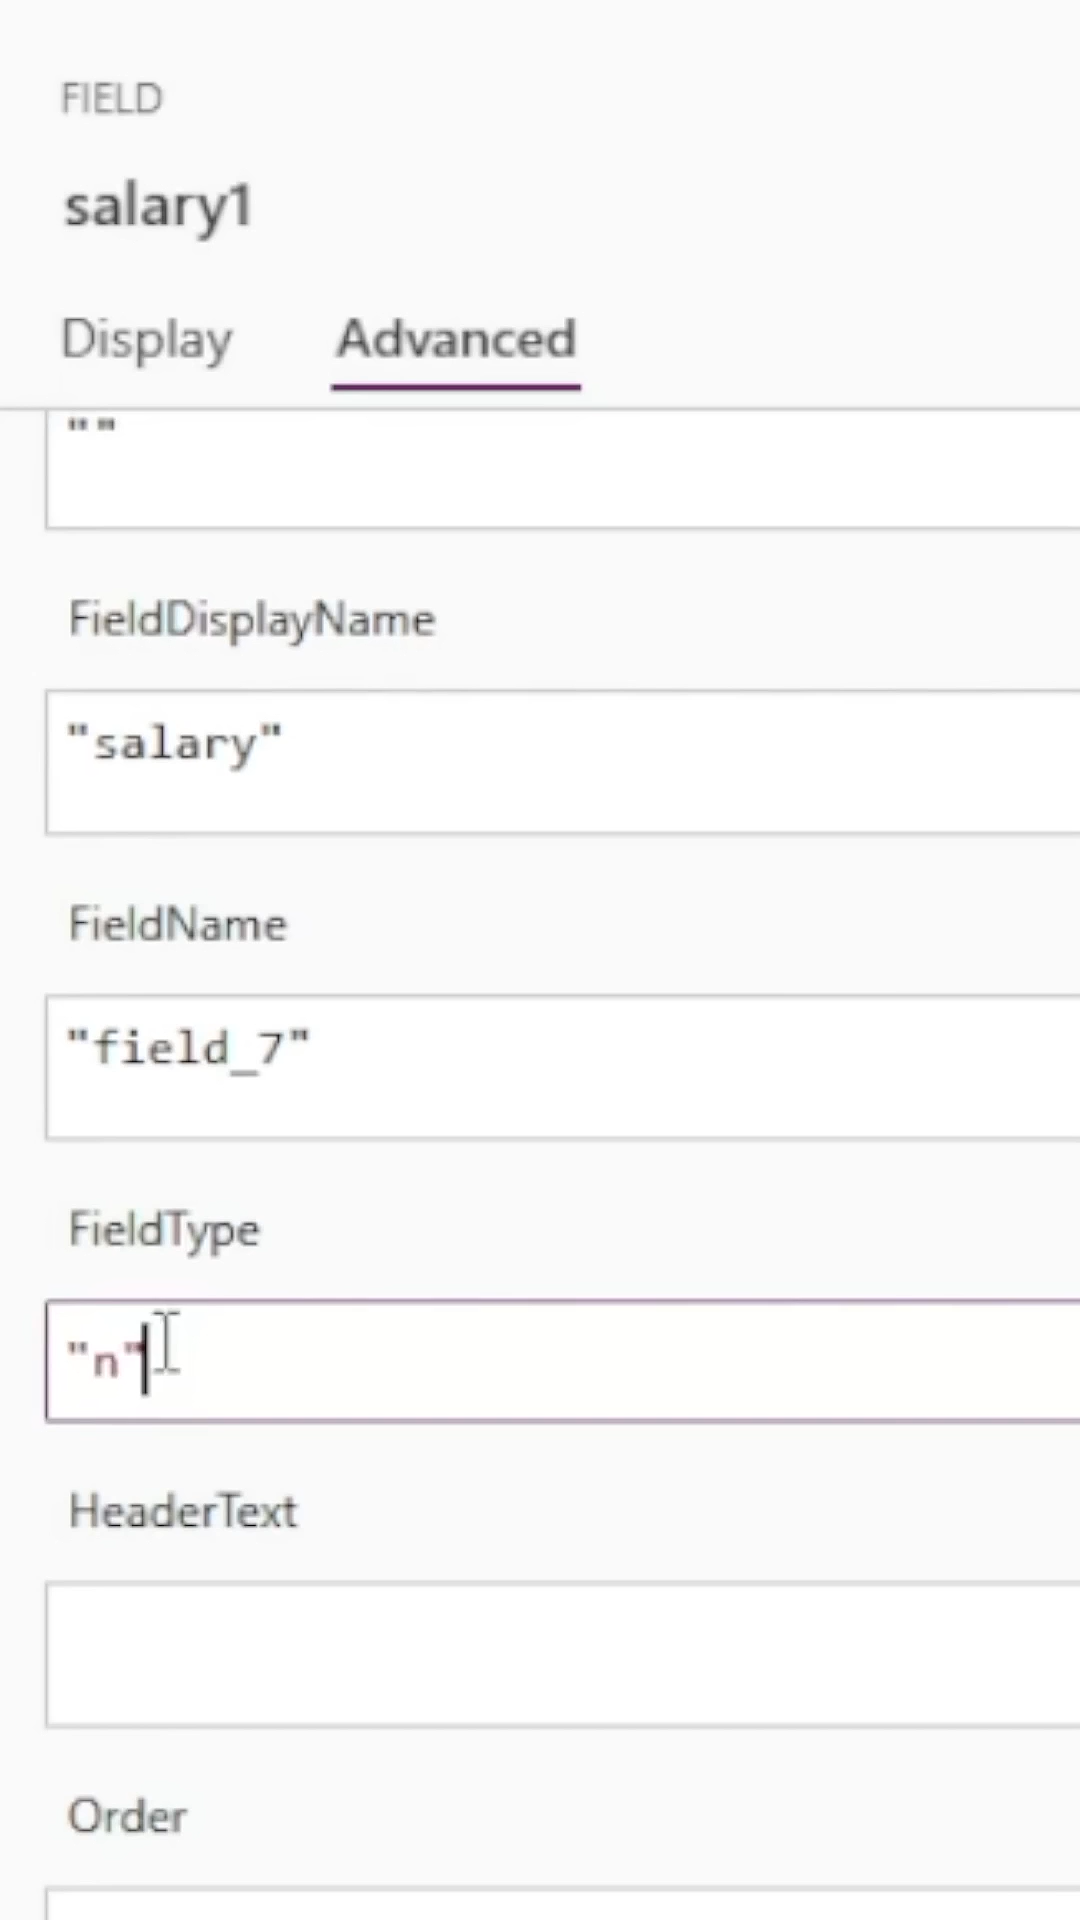 FIELD
salary1
Display Advanced
""
FieldDisplayName
"salary"
FieldName
"field_7"
FieldType
"n"
HeaderText
Order